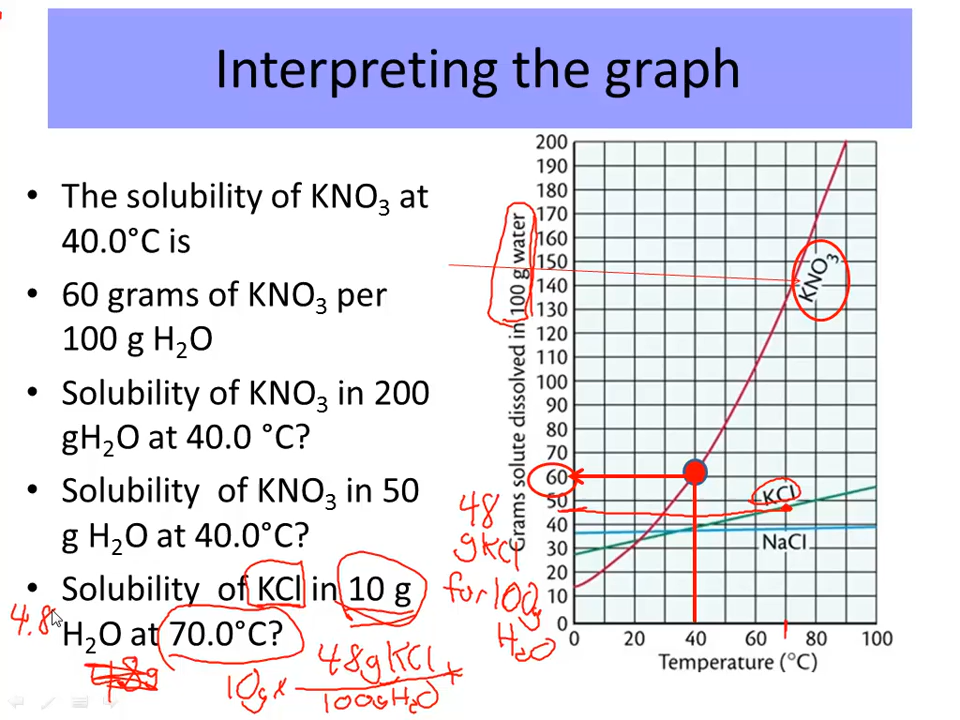 Interpreting the graph
• The solubility of KNO₃ at
40.0°C is
• 60 grams of KNO₃ per
100 g H₂O
• Solubility of KNO₃ in 200
gH₂O at 40.0 °C?
• Solubility of KNO₃ in 50
g H₂O at 40.0°C?
• Solubility of KCl in 10 g
H₂O at 70.0°C?
4.8
10g x 48g KCl
100g H₂O
48
g KCl
for 100g
H₂O
Grams solute dissolved in 100 g water
200
190
180
170
160
150
140
130
120
110
100
90
80
70
60
50
40
30
20
10
0
KNO₃
KCl
NaCl
0 20 40 60 80 100
Temperature (°C)